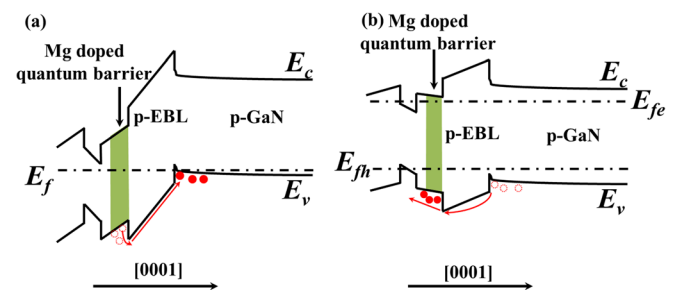 (a)
Mg doped
quantum barrier
E_c
p-EBL
p-GaN
E_f
E_v
[0001]
(b)
Mg doped
quantum barrier
E_c
E_fe
p-EBL
p-GaN
E_fh
E_v
[0001]